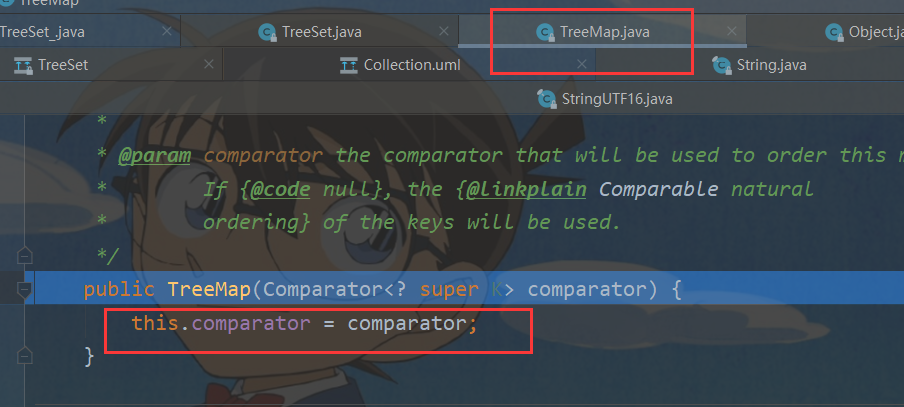 TreeMap
TreeSet_.java
TreeSet.java
TreeMap.java
Object.ja
TreeSet
Collection.uml
String.java
StringUTF16.java
*
* @param comparator the comparator that will be used to order this m
* If {@code null}, the {@linkplain Comparable natural
* ordering} of the keys will be used.
*/
public TreeMap(Comparator<? super K> comparator) {
this.comparator = comparator;
}